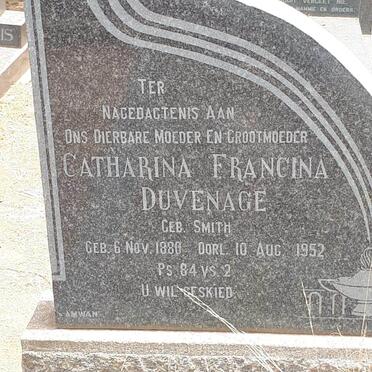 TER
NAGEDAGTENIS AAN
ONS DIERBARE MOEDER EN GROOTMOEDER
CATHARINA FRANCINA
DUVENAGE
GEB. SMITH
GEB. 6 NOV. 1880 - OORL. 10 AUG. 1952
PS. 84 VS. 2
U WIL GESKIED
AMWAN